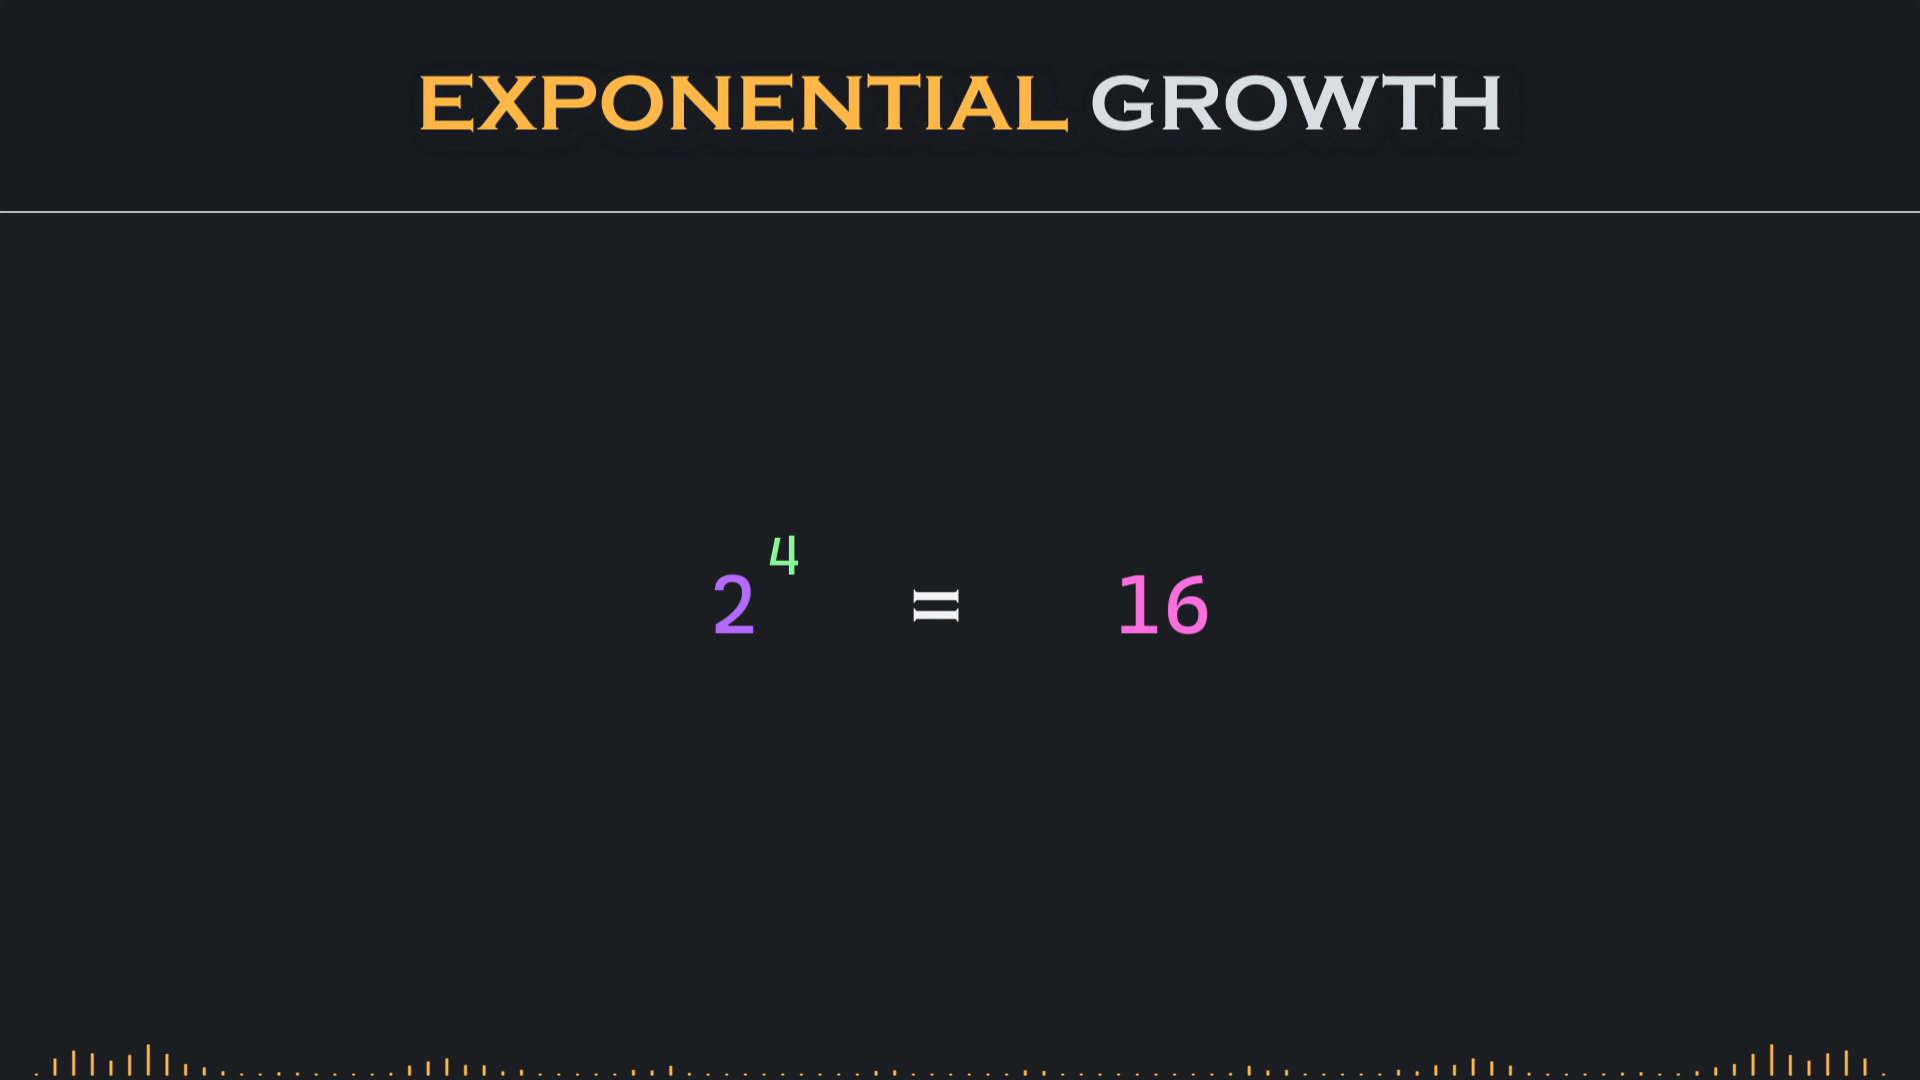 EXPONENTIAL GROWTH
2⁴ = 16